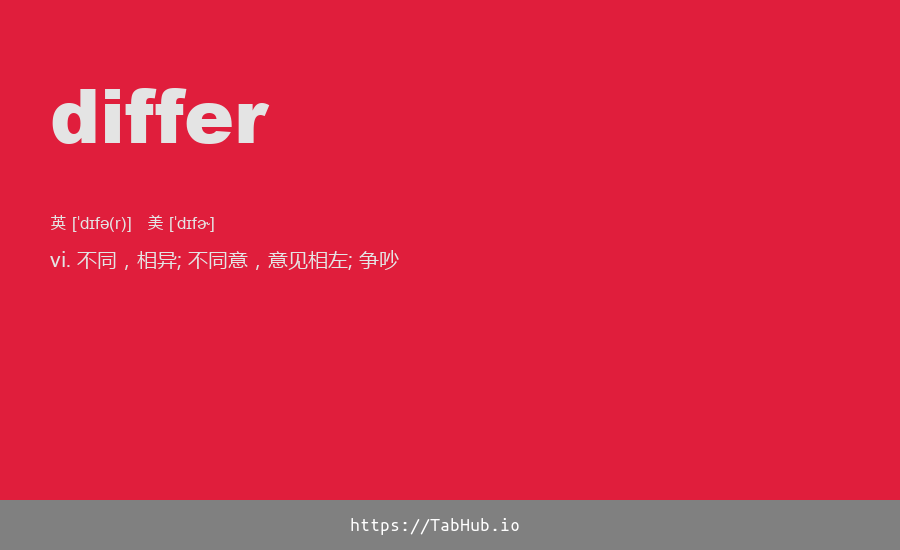 differ
英 [ˈdɪfə(r)] 美 [ˈdɪfɚ]
vi. 不同，相异; 不同意，意见相左; 争吵
https://TabHub.io